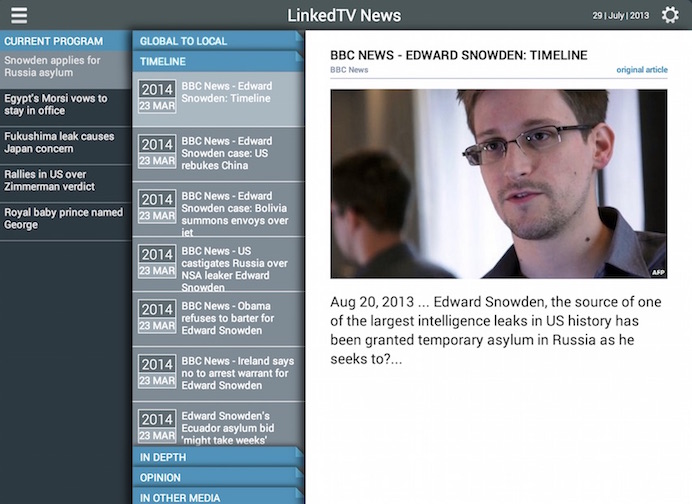 LinkedTV News
29 | July | 2013
CURRENT PROGRAM
Snowden applies for
Russia asylum
Egypt's Morsi vows to
stay in office
Fukushima leak causes
Japan concern
Rallies in US over
Zimmerman verdict
Royal baby prince named
George
GLOBAL TO LOCAL
TIMELINE
2014
23 MAR
BBC News - Edward
Snowden: Timeline
2014
23 MAR
BBC News - Edward
Snowden case: US
rebukes China
2014
23 MAR
BBC News - Edward
Snowden case: Bolivia
summons envoys over
jet
2014
23 MAR
BBC News - US
castigates Russia over
NSA leaker Edward
Snowden
2014
23 MAR
BBC News - Obama
refuses to barter for
Edward Snowden
2014
23 MAR
BBC News - Ireland says
no to arrest warrant for
Edward Snowden
2014
23 MAR
Edward Snowden's
Ecuador asylum bid
'might take weeks'
IN DEPTH
OPINION
IN OTHER MEDIA
BBC NEWS - EDWARD SNOWDEN: TIMELINE
BBC News
original article
AFP
Aug 20, 2013 ... Edward Snowden, the source of one
of the largest intelligence leaks in US history has
been granted temporary asylum in Russia as he
seeks to?...